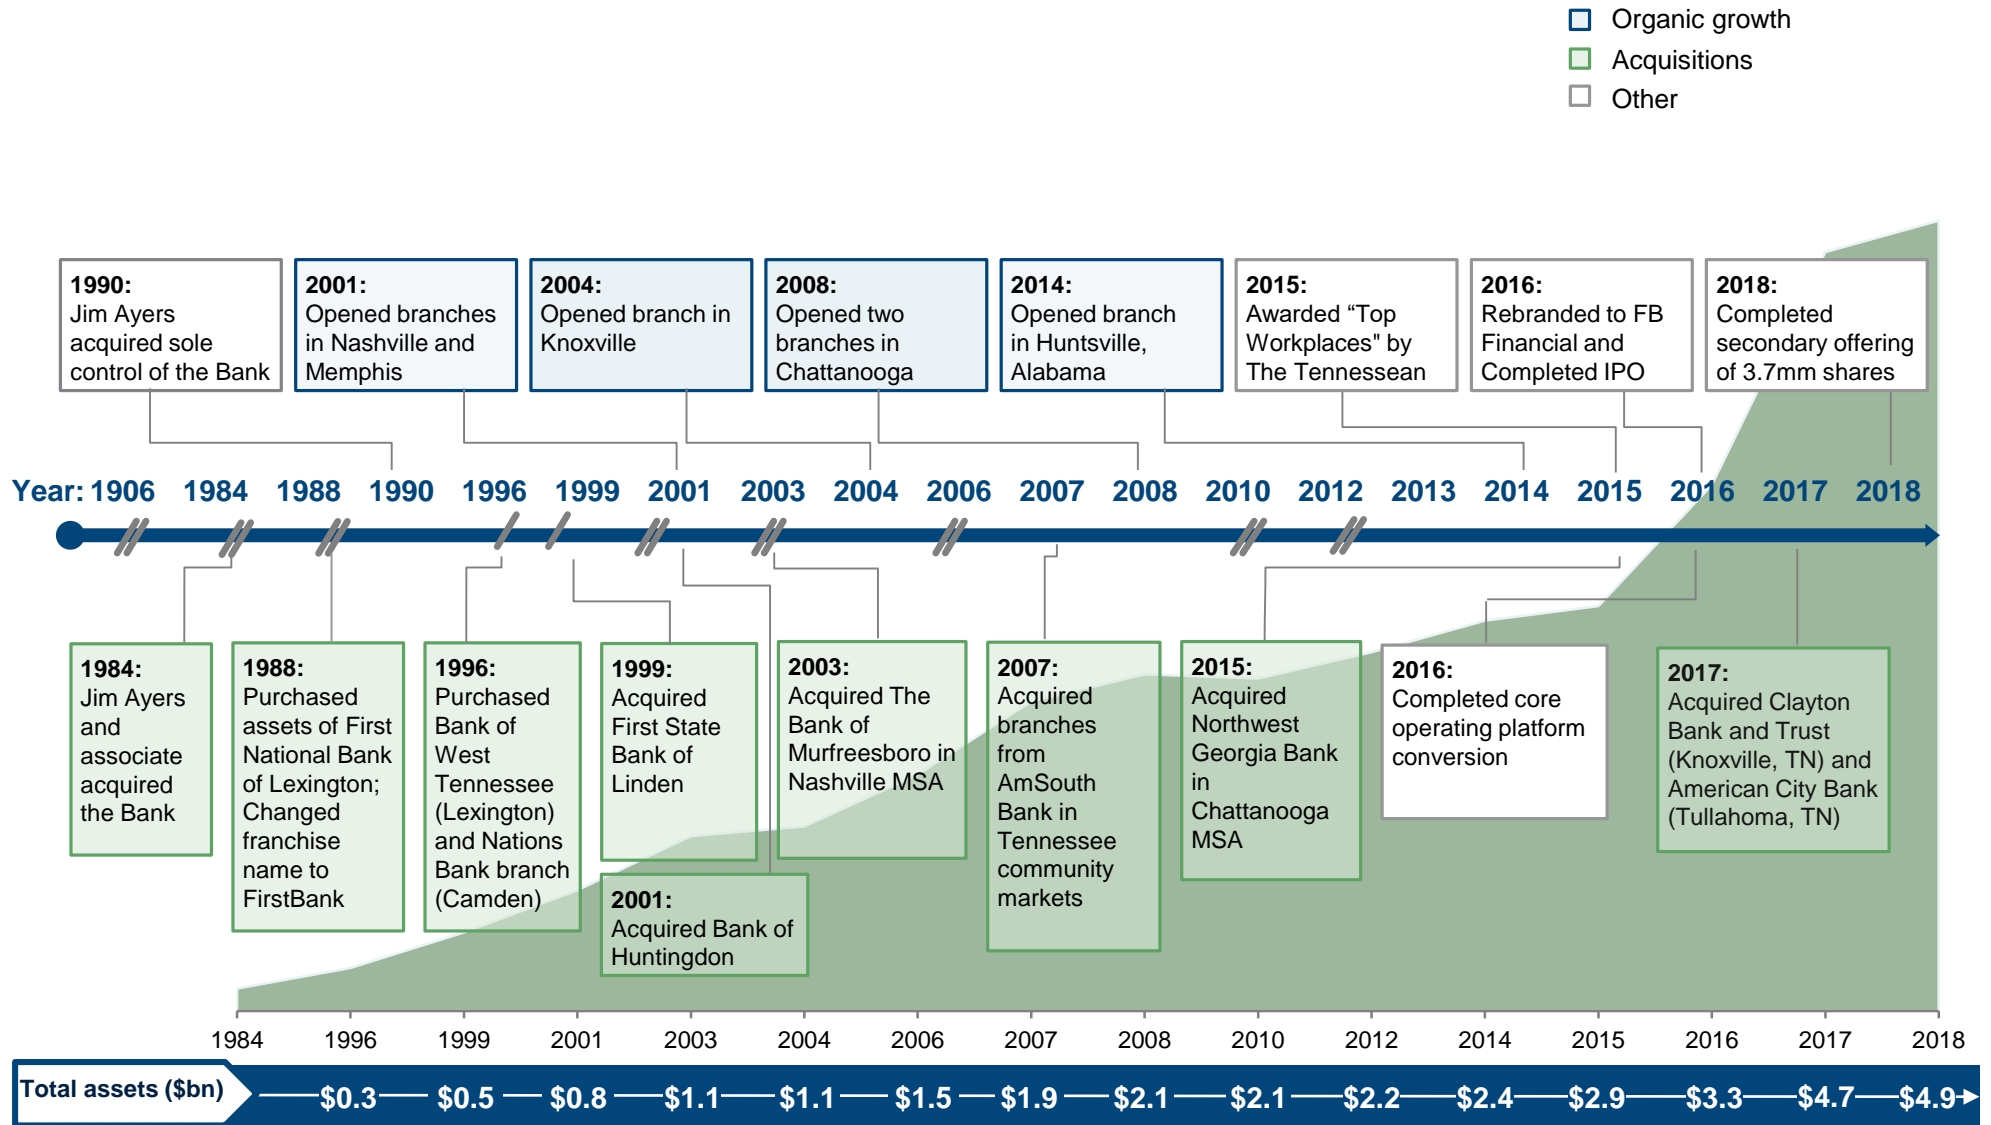 Organic growth
Acquisitions
Other
1990:
Jim Ayers
acquired sole
control of the Bank
2001:
Opened branches
in Nashville and
Memphis
2004:
Opened branch in
Knoxville
2008:
Opened two
branches in
Chattanooga
2014:
Opened branch
in Huntsville,
Alabama
2015:
Awarded “Top
Workplaces" by
The Tennessean
2016:
Rebranded to FB
Financial and
Completed IPO
2018:
Completed
secondary offering
of 3.7mm shares
Year: 1906 1984 1988 1990 1996 1999 2001 2003 2004 2006 2007 2008 2010 2012 2013 2014 2015 2016 2017 2018
1984:
Jim Ayers
and
associate
acquired
the Bank
1988:
Purchased
assets of First
National Bank
of Lexington;
Changed
franchise
name to
FirstBank
1996:
Purchased
Bank of
West
Tennessee
(Lexington)
and Nations
Bank branch
(Camden)
1999:
Acquired
First State
Bank of
Linden
2001:
Acquired Bank of
Huntingdon
2003:
Acquired The
Bank of
Murfreesboro in
Nashville MSA
2007:
Acquired
branches
from
AmSouth
Bank in
Tennessee
community
markets
2015:
Acquired
Northwest
Georgia Bank
in
Chattanooga
MSA
2016:
Completed core
operating platform
conversion
2017:
Acquired Clayton
Bank and Trust
(Knoxville, TN) and
American City Bank
(Tullahoma, TN)
1984 1996 1999 2001 2003 2004 2006 2007 2008 2010 2012 2014 2015 2016 2017 2018
Total assets ($bn) $0.3 $0.5 $0.8 $1.1 $1.1 $1.5 $1.9 $2.1 $2.1 $2.2 $2.4 $2.9 $3.3 $4.7 $4.9